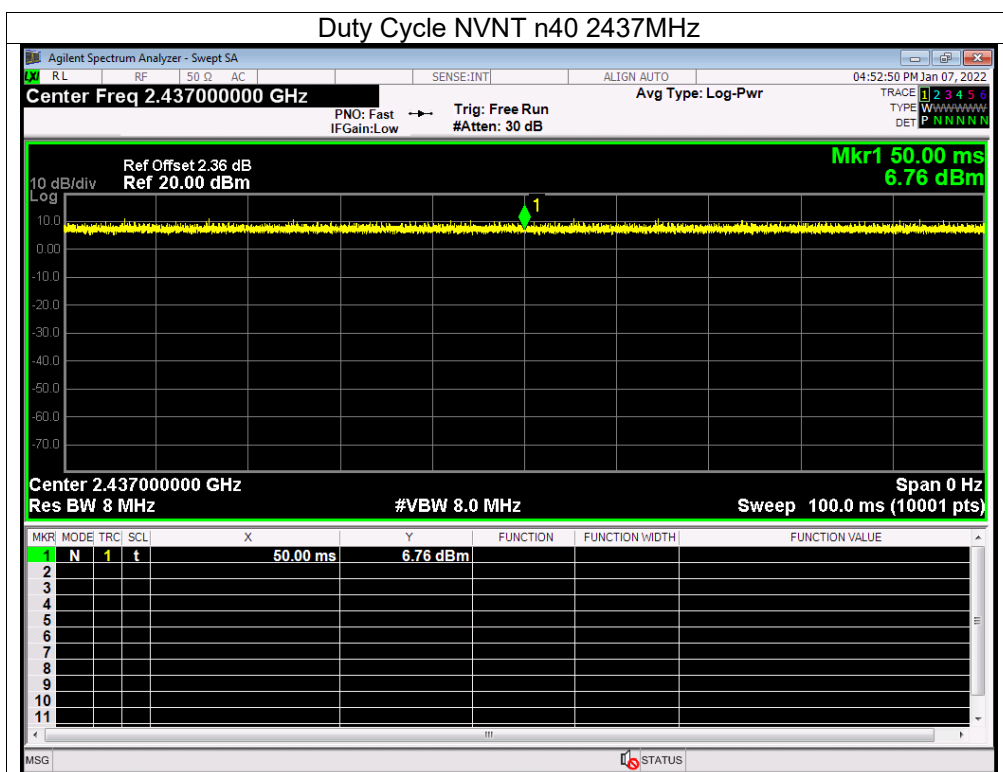 Duty Cycle NVNT n40 2437MHz
Agilent Spectrum Analyzer - Swept SA
LXI RL RF 50 Ω AC SENSE:INT ALIGN AUTO 04:52:50 PM Jan 07, 2022
Center Freq 2.437000000 GHz Avg Type: Log-Pwr TRACE 1 2 3 4 5 6
PNO: Fast Trig: Free Run TYPE WWWWWW
IFGain:Low #Atten: 30 dB DET P N N N N N
Mkr1 50.00 ms
Ref Offset 2.36 dB
10 dB/div Ref 20.00 dBm 6.76 dBm
Log
1
10.0
0.00
-10.0
-20.0
-30.0
-40.0
-50.0
-60.0
-70.0
Center 2.437000000 GHz Span 0 Hz
Res BW 8 MHz #VBW 8.0 MHz Sweep 100.0 ms (10001 pts)
MKR MODE TRC SCL X Y FUNCTION FUNCTION WIDTH FUNCTION VALUE
1 N 1 t 50.00 ms 6.76 dBm
2
3
4
5
6
7
8
9
10
11
MSG STATUS